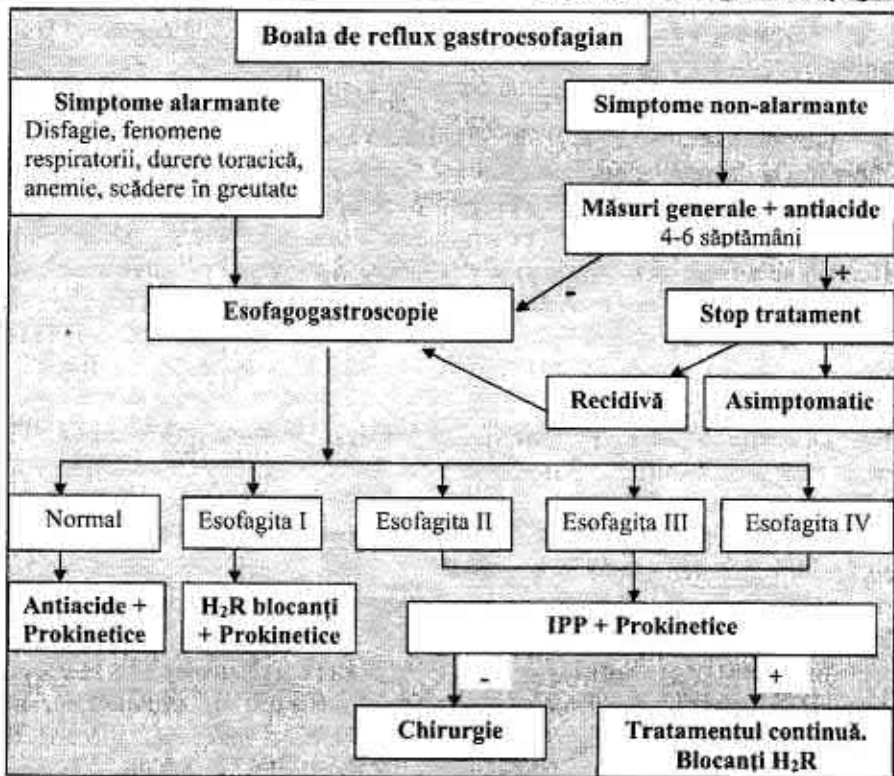 Boala de reflux gastroesofagian
Simptome alarmante
Disfagie, fenomene
respiratorii, durere toracică,
anemie, scădere în greutate
Simptome non-alarmante
Măsuri generale + antiacide
4-6 săptămâni
-
+
Esofagogastroscopie
Stop tratament
Recidivă
Asimptomatic
Normal
Esofagita I
Esofagita II
Esofagita III
Esofagita IV
Antiacide +
Prokinetice
H₂R blocanți
+ Prokinetice
IPP + Prokinetice
-
+
Chirurgie
Tratamentul continuă.
Blocanți H₂R